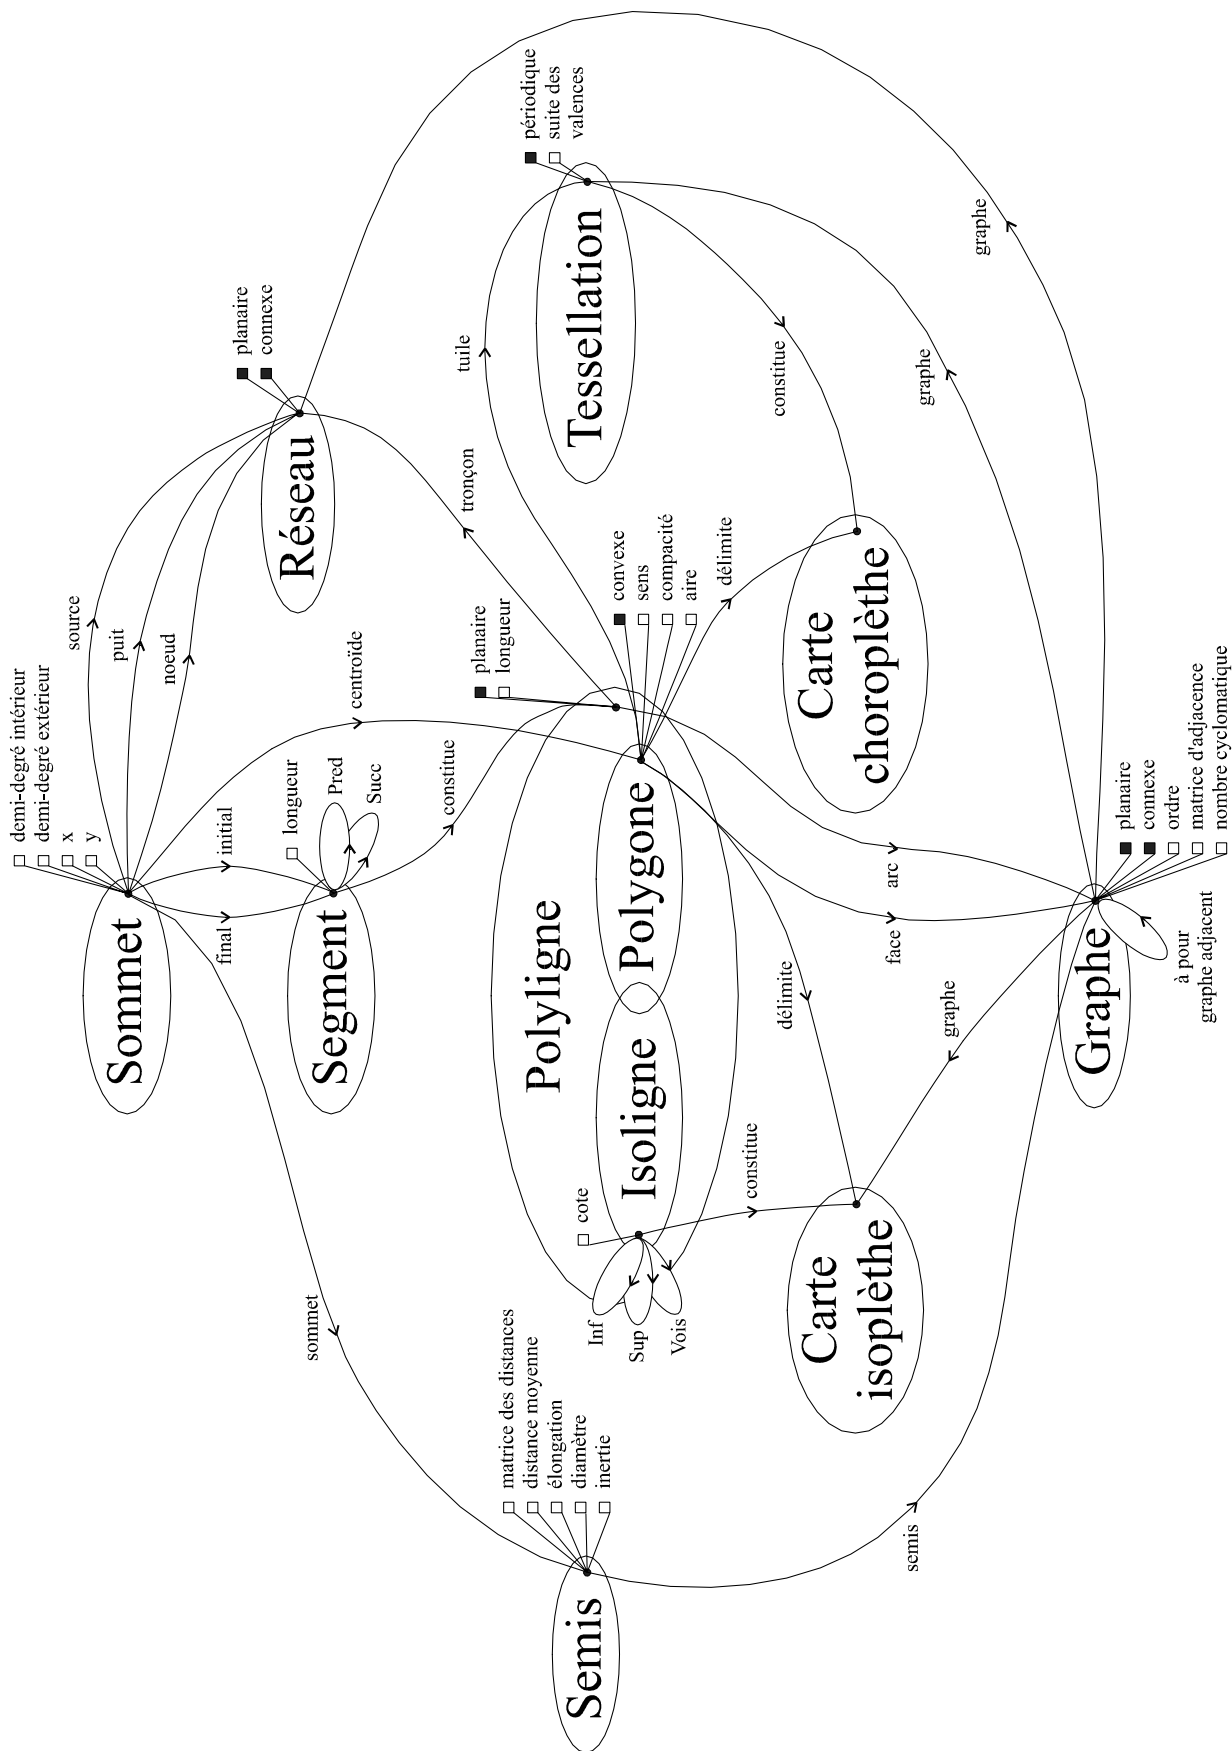 demi-degré intérieur
demi-degré extérieur
x
y
Sommet
source
puit
noeud
planaire
connexe
Réseau
initial
final
longueur
Pred
Succ
Segment
centroïde
constitue
tronçon
tuile
périodique
suite des
valences
Tessellation
planaire
longueur
Polyligne
convexe
sens
compacité
aire
Polygone
Isoligne
cote
Inf
Sup
Vois
sommet
matrice des distances
distance moyenne
élongation
diamètre
inertie
Semis
semis
constitue
délimite
Carte
isoplèthe
délimite
Carte
choroplèthe
constitue
graphe
graphe
graphe
arc
face
planaire
connexe
ordre
matrice d'adjacence
nombre cyclomatique
Graphe
à pour
graphe adjacent